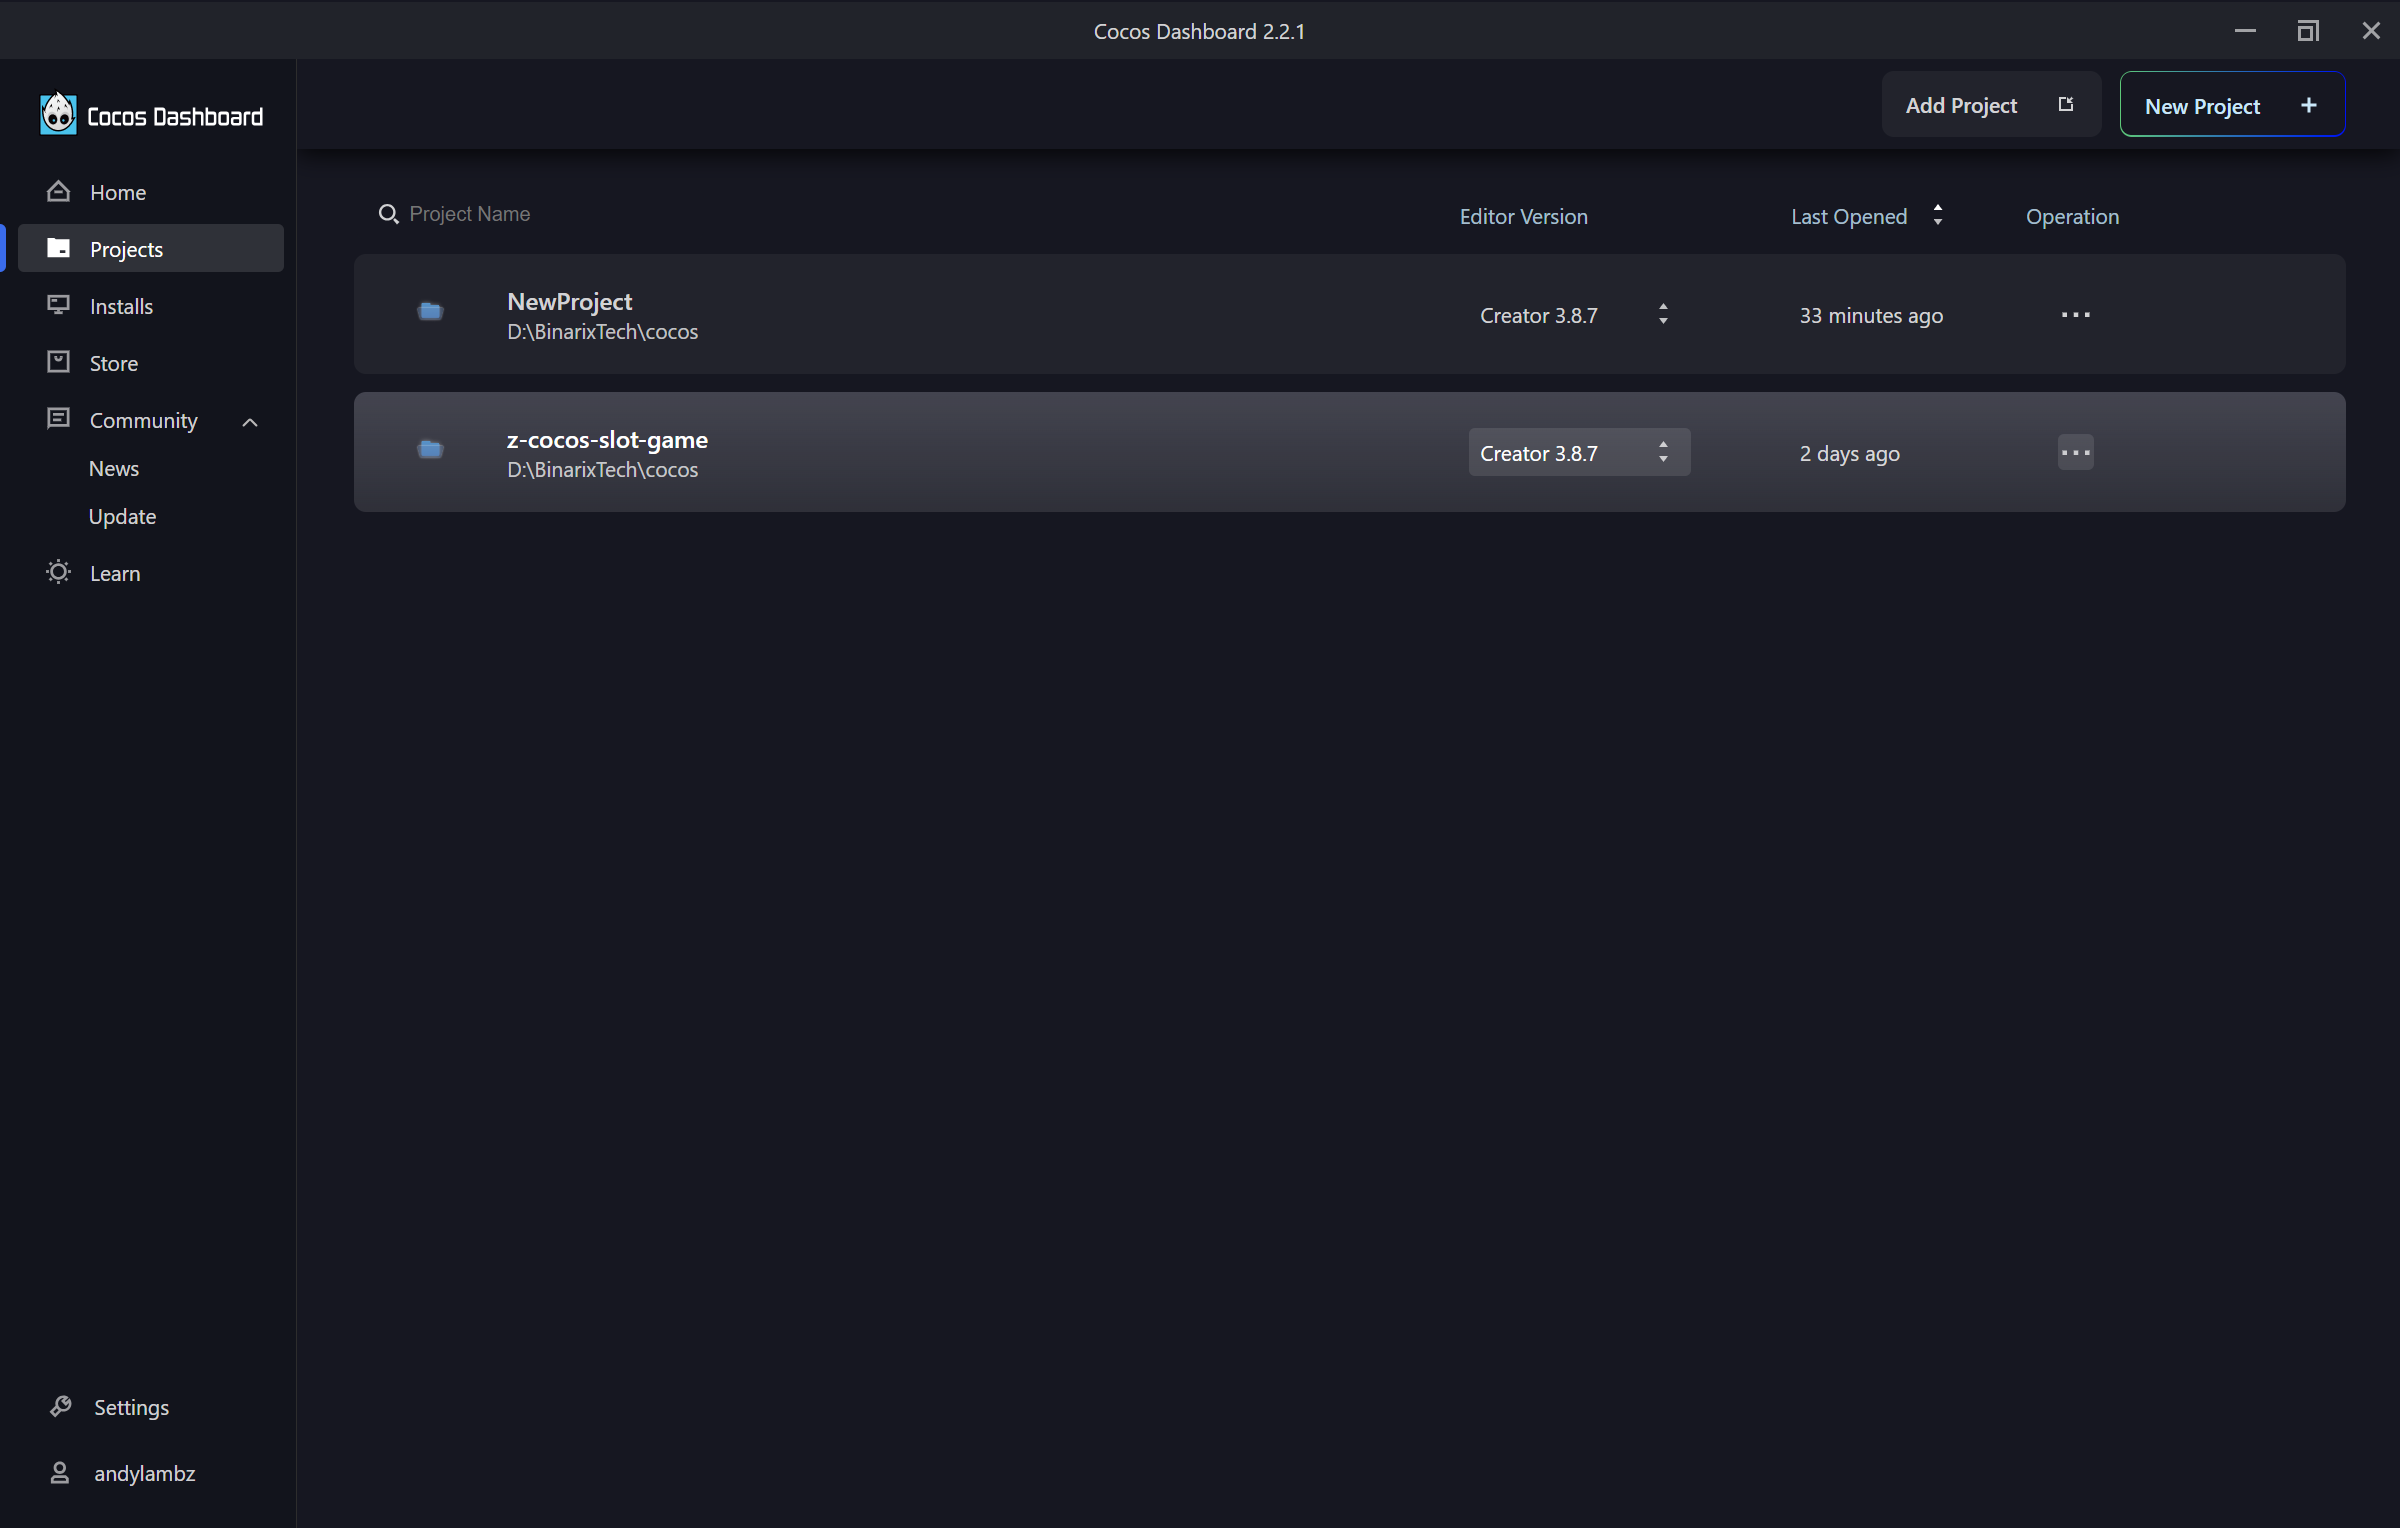 Cocos Dashboard 2.2.1
Cocos Dashboard
Add Project
New Project
Home
Projects
Installs
Store
Community
News
Update
Learn
Project Name
Editor Version
Last Opened
Operation
NewProject
D:\BinarixTech\cocos
Creator 3.8.7
33 minutes ago
z-cocos-slot-game
D:\BinarixTech\cocos
Creator 3.8.7
2 days ago
Settings
andylambz